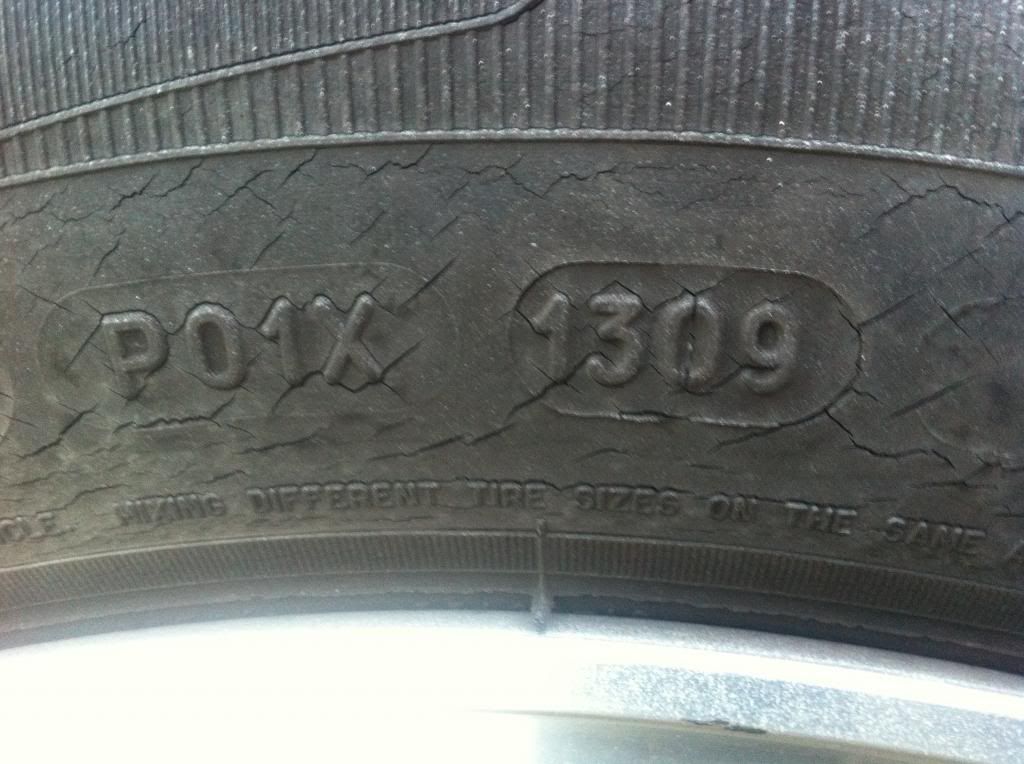 P01X 1309
MIXING DIFFERENT TIRE SIZES ON THE SAME